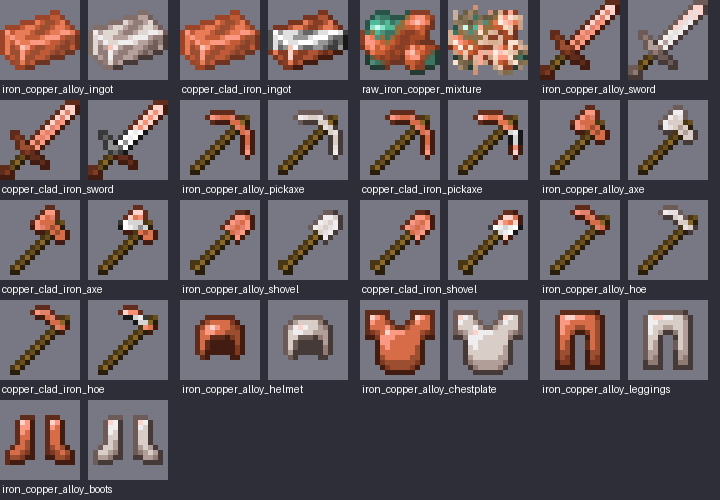 iron_copper_alloy_ingot
copper_clad_iron_ingot
raw_iron_copper_mixture
iron_copper_alloy_sword
copper_clad_iron_sword
iron_copper_alloy_pickaxe
copper_clad_iron_pickaxe
iron_copper_alloy_axe
copper_clad_iron_axe
iron_copper_alloy_shovel
copper_clad_iron_shovel
iron_copper_alloy_hoe
copper_clad_iron_hoe
iron_copper_alloy_helmet
iron_copper_alloy_chestplate
iron_copper_alloy_leggings
iron_copper_alloy_boots